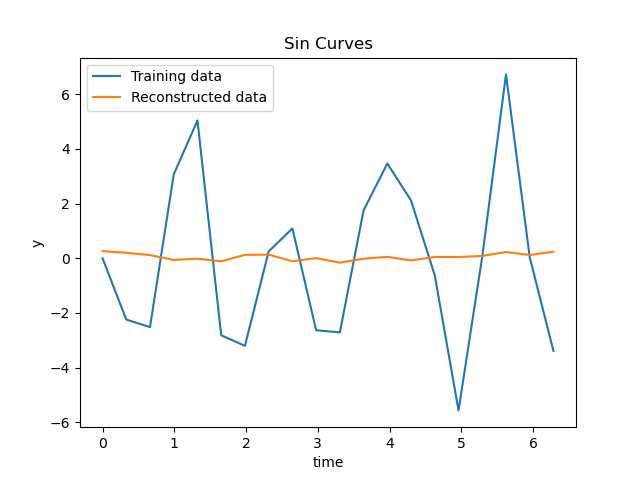 Sin Curves
Training data
Reconstructed data
6
4
2
0
−2
−4
−6
y
0 1 2 3 4 5 6
time